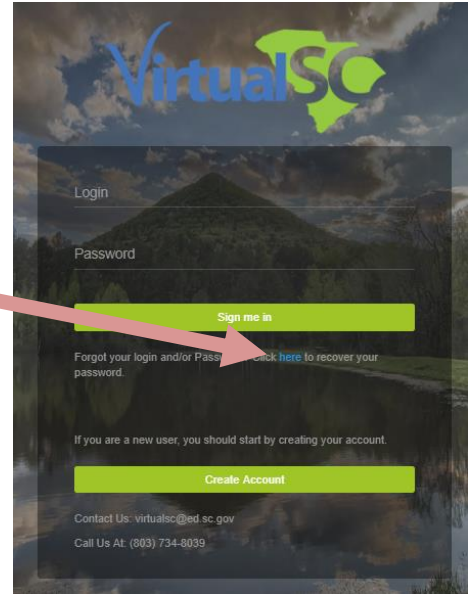 VirtualSC
Login
Password
Sign me in
Forgot your login and/or Click here to recover your
password.
If you are a new user, you should start by creating your account.
Create Account
Contact Us: virtualsc@ed.sc.gov
Call Us At: (803) 734-8039